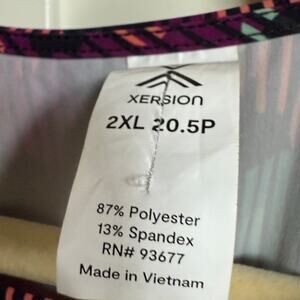 XERSION
2XL 20.5P
87% Polyester
13% Spandex
RN# 93677
Made in Vietnam